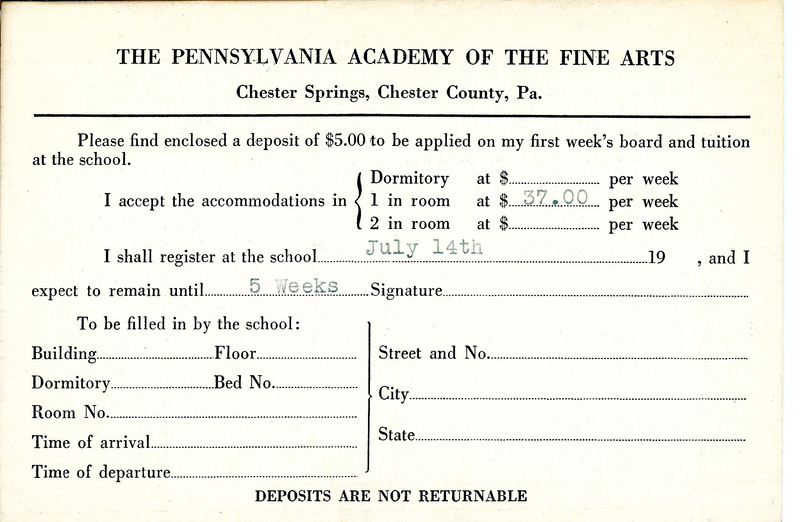 THE PENNSYLVANIA ACADEMY OF THE FINE ARTS
Chester Springs, Chester County, Pa.
Please find enclosed a deposit of $5.00 to be applied on my first week's board and tuition
at the school.
Dormitory at $ per week
I accept the accommodations in 1 in room at $ 37.00 per week
2 in room at $ per week
I shall register at the school July 14th 19 , and I
expect to remain until 5 Weeks Signature
To be filled in by the school:
Building Floor
Dormitory Bed No.
Room No.
Time of arrival
Time of departure
Street and No.
City
State
DEPOSITS ARE NOT RETURNABLE